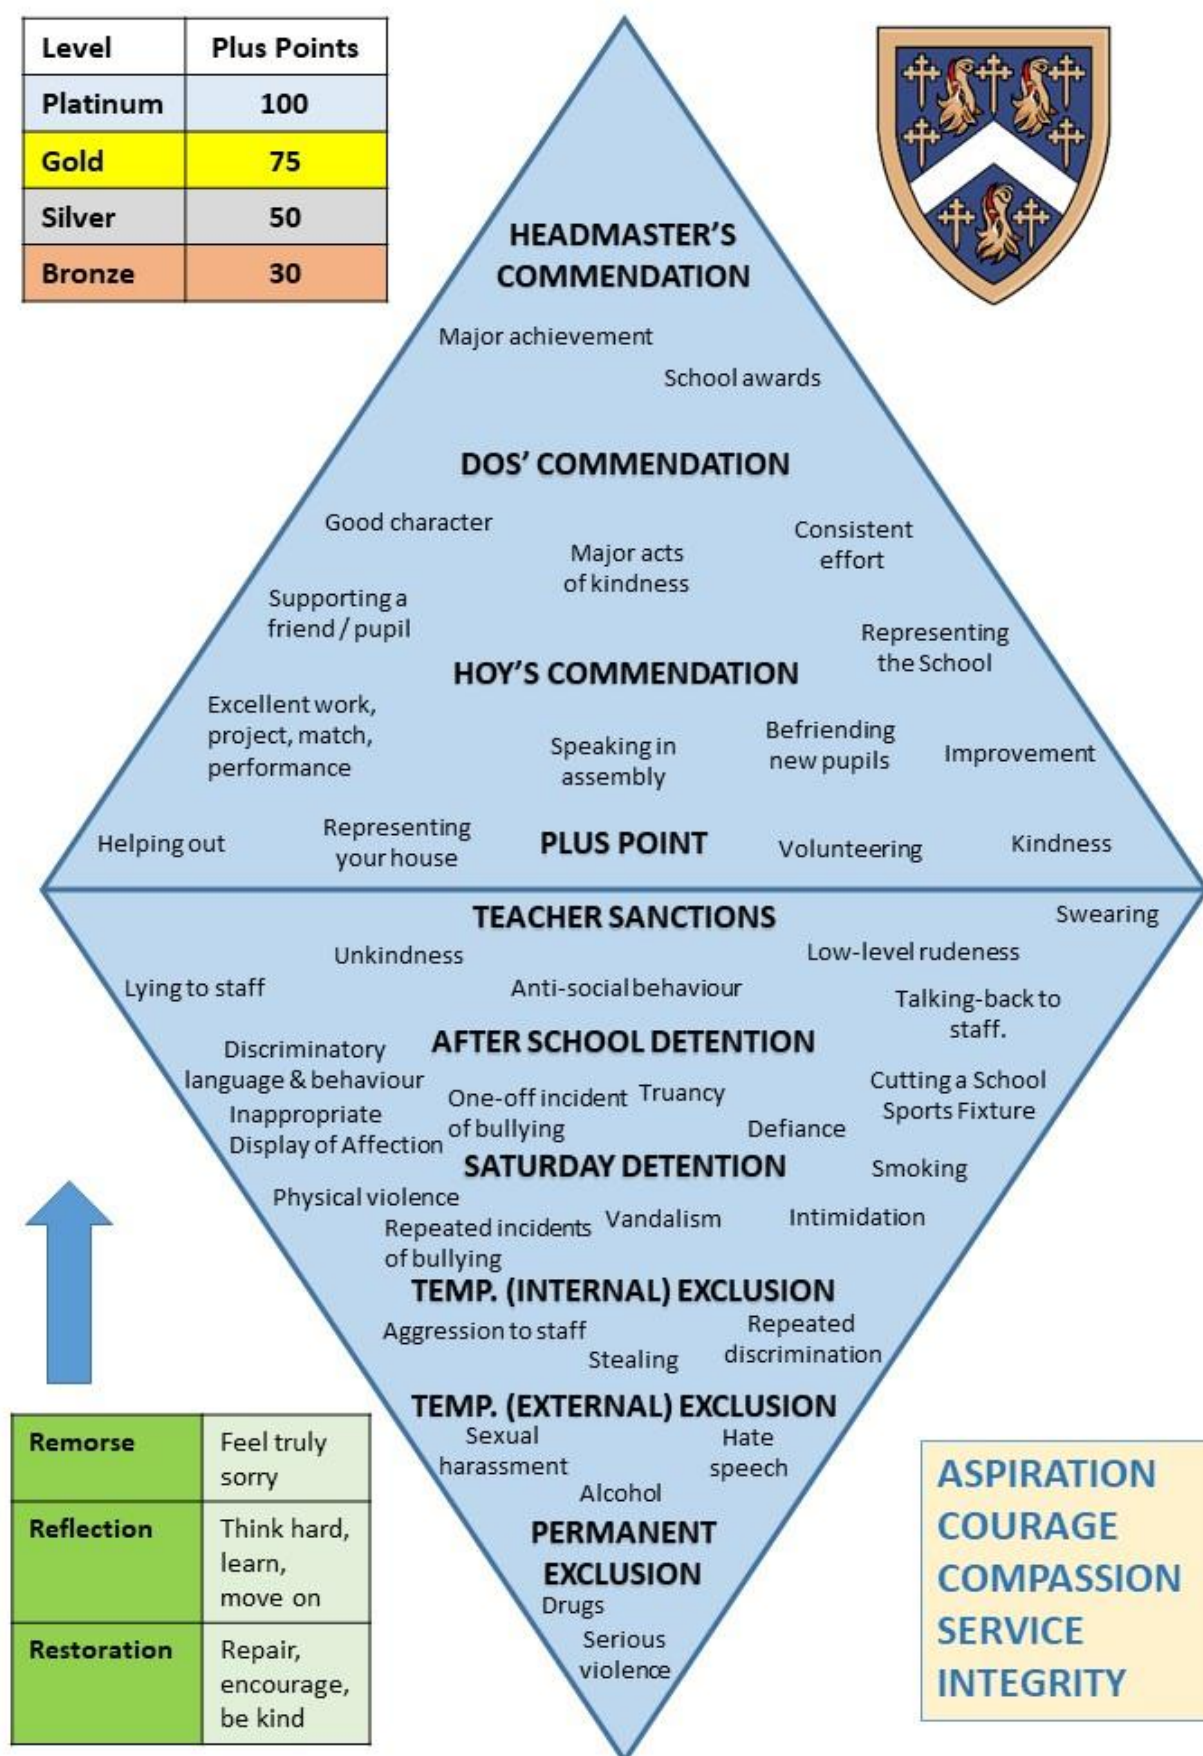 Level Plus Points
Platinum 100
Gold 75
Silver 50
Bronze 30
HEADMASTER'S
COMMENDATION
Major achievement
School awards
DOS' COMMENDATION
Good character
Consistent
effort
Major acts
of kindness
Supporting a
friend / pupil
Representing
the School
HOY'S COMMENDATION
Excellent work,
project, match,
performance
Speaking in
assembly
Befriending
new pupils
Improvement
Helping out
Representing
your house
PLUS POINT
Volunteering
Kindness
TEACHER SANCTIONS
Swearing
Unkindness
Low-level rudeness
Lying to staff
Anti-social behaviour
Talking-back to
staff.
AFTER SCHOOL DETENTION
Discriminatory
language & behaviour
Inappropriate
Display of Affection
One-off incident
of bullying
Truancy
Defiance
Cutting a School
Sports Fixture
SATURDAY DETENTION
Smoking
Physical violence
Repeated incidents
of bullying
Vandalism
Intimidation
TEMP. (INTERNAL) EXCLUSION
Aggression to staff
Stealing
Repeated
discrimination
TEMP. (EXTERNAL) EXCLUSION
Sexual
harassment
Hate
speech
Alcohol
PERMANENT
EXCLUSION
Drugs
Serious
violence
Remorse Feel truly
sorry
Reflection Think hard,
learn,
move on
Restoration Repair,
encourage,
be kind
ASPIRATION
COURAGE
COMPASSION
SERVICE
INTEGRITY